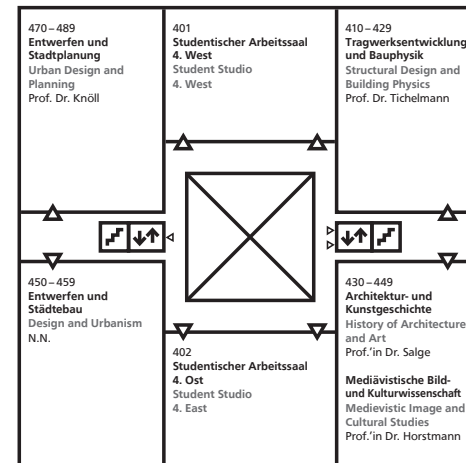 470 – 489
Entwerfen und
Stadtplanung
Urban Design and
Planning
Prof. Dr. Knöll
401
Studentischer Arbeitssaal
4. West
Student Studio
4. West
410 – 429
Tragwerksentwicklung
und Bauphysik
Structural Design and
Building Physics
Prof. Dr. Tichelmann
450 – 459
Entwerfen und
Städtebau
Design and Urbanism
N.N.
402
Studentischer Arbeitssaal
4. Ost
Student Studio
4. East
430 – 449
Architektur- und
Kunstgeschichte
History of Architecture
and Art
Prof.'in Dr. Salge
Mediävistische Bild-
und Kulturwissenschaft
Medievistic Image and
Cultural Studies
Prof.'in Dr. Horstmann